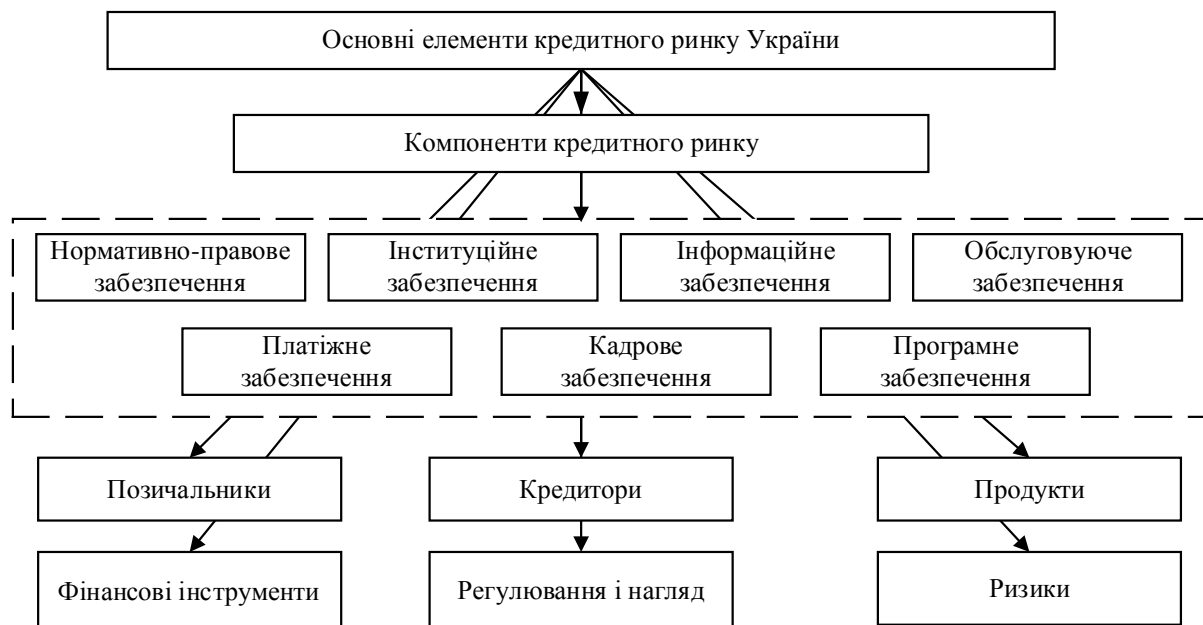 Основні елементи кредитного ринку України
Компоненти кредитного ринку
Нормативно-правове
забезпечення
Інституційне
забезпечення
Інформаційне
забезпечення
Обслуговуюче
забезпечення
Платіжне
забезпечення
Кадрове
забезпечення
Програмне
забезпечення
Позичальники
Кредитори
Продукти
Фінансові інструменти
Регулювання і нагляд
Ризики